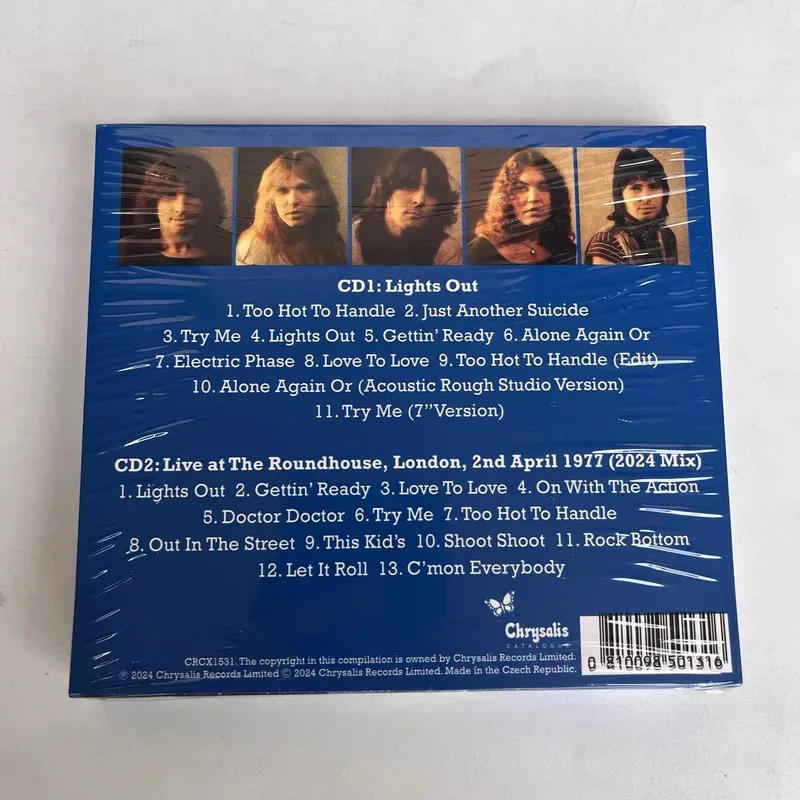 CD1: Lights Out
1. Too Hot To Handle 2. Just Another Suicide
3. Try Me 4. Lights Out 5. Gettin' Ready 6. Alone Again Or
7. Electric Phase 8. Love To Love 9. Too Hot To Handle (Edit)
10. Alone Again Or (Acoustic Rough Studio Version)
11. Try Me (7" Version)
CD2: Live at The Roundhouse, London, 2nd April 1977 (2024 Mix)
1. Lights Out 2. Gettin' Ready 3. Love To Love 4. On With The Action
5. Doctor Doctor 6. Try Me 7. Too Hot To Handle
8. Out In The Street 9. This Kid's 10. Shoot Shoot 11. Rock Bottom
12. Let It Roll 13. C'mon Everybody
Chrysalis
CATALOGUE
CRCX1531. The copyright in this compilation is owned by Chrysalis Records Limited.
℗ 2024 Chrysalis Records Limited © 2024 Chrysalis Records Limited. Made in the Czech Republic.
0 810098 501316